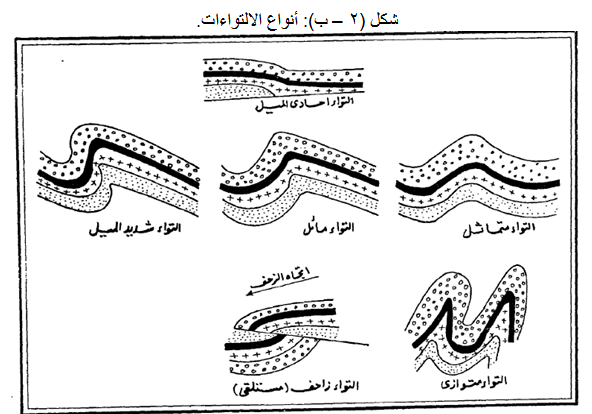 شكل (٢ – ب): أنواع الالتواءات.
التواء احادى الميل
التواء متماثل
التواء مائل
التواء شديد الميل
اتجاه الزحف
التواء متوازى
التواء زاحف (مستلقى)